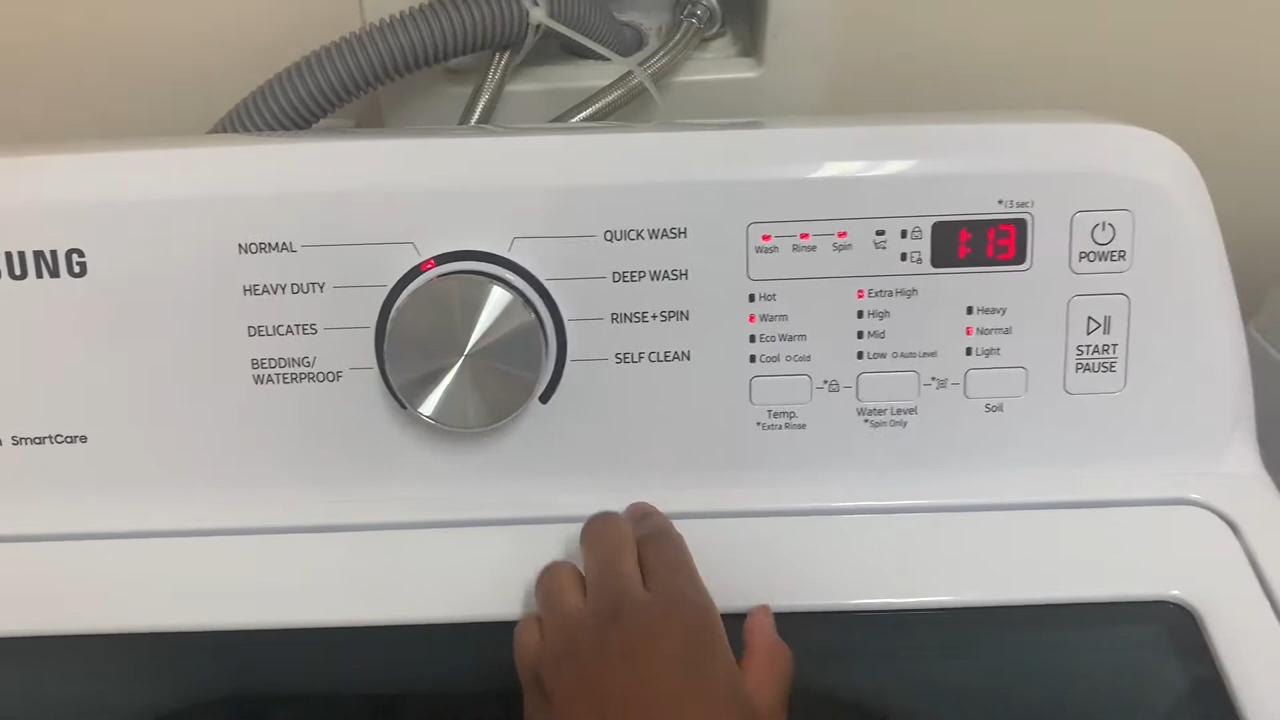 SUNG
SmartCare
NORMAL
HEAVY DUTY
DELICATES
BEDDING/
WATERPROOF
QUICK WASH
DEEP WASH
RINSE+SPIN
SELF CLEAN
*(3 sec)
Wash Rinse Spin
1:13
Hot
Warm
Eco Warm
Cool Cold
Extra High
High
Mid
Low Auto Level
Heavy
Normal
Light
Temp.
*Extra Rinse
Water Level
*Spin Only
Soil
POWER
START
PAUSE